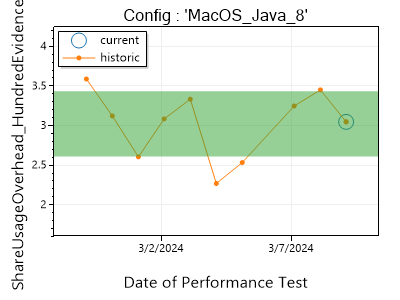 Config : 'MacOS_Java_8'
ShareUsageOverhead_HundredEvidence
4
3.5
3
2.5
2
current
historic
3/2/2024
3/7/2024
Date of Performance Test